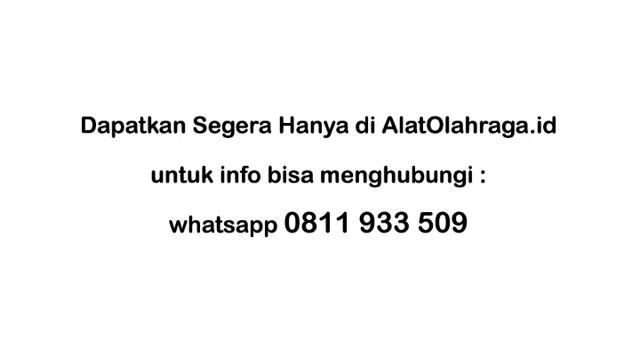 Dapatkan Segera Hanya di AlatOlahraga.id
untuk info bisa menghubungi :
whatsapp 0811 933 509